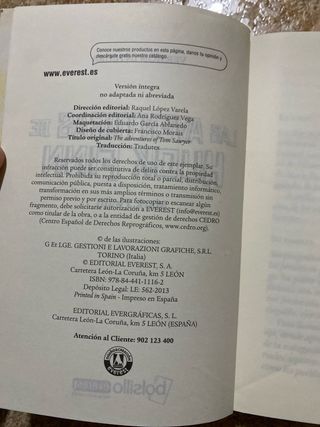 Conoce nuestros productos en esta página, danos tu opinión y
descárgate gratis nuestro catálogo.
www.everest.es
Versión íntegra
no adaptada ni abreviada
Dirección editorial: Raquel López Varela
Coordinación editorial: Ana Rodríguez Vega
Maquetación: Eduardo García Ablanedo
Diseño de cubierta: Francisco Morais
Título original: The adventures of Tom Sawyer
Traducción: Tradutex
Reservados todos los derechos de uso de este ejemplar. Su
infracción puede ser constitutiva de delito contra la propiedad
intelectual. Prohibida su reproducción total o parcial, distribución,
comunicación pública, puesta a disposición, tratamiento informático,
transformación en sus más amplios términos o transmisión sin
permiso previo y por escrito. Para fotocopiar o escanear algún
fragmento, debe solicitarse autorización a EVEREST (info@everest.es)
como titular de la obra, o a la entidad de gestión de derechos CEDRO
(Centro Español de Derechos Reprográficos, www.cedro.org).
© de las ilustraciones:
G Et I.GE. GESTIONI E LAVORAZIONI GRAFICHE, S.R.L.
TORINO (Italia)
© EDITORIAL EVEREST, S. A.
Carretera León-La Coruña, km 5 LEÓN
ISBN: 978-84-441-1116-2
Depósito Legal: LE: 562-2013
Printed in Spain - Impreso en España
EDITORIAL EVERGRÁFICAS, S. L.
Carretera León-La Coruña, km 5 LEÓN (ESPAÑA)
Atención al Cliente: 902 123 400
everest
bolsillo